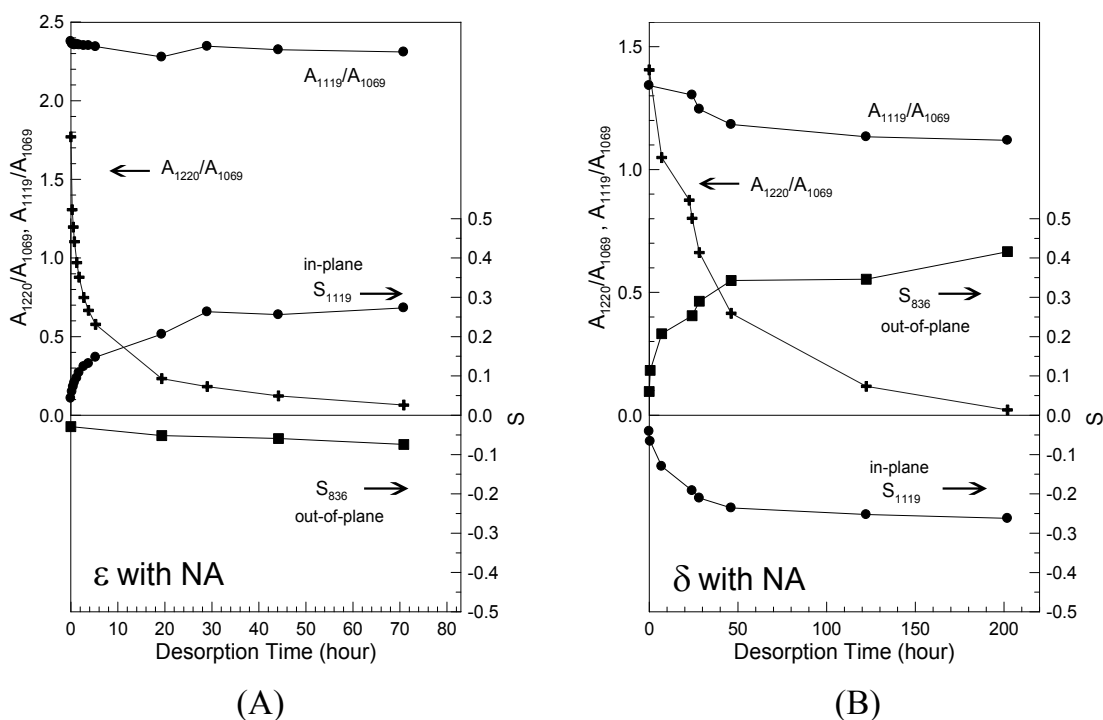 2.5
2.0
1.5
1.0
0.5
0.0
A₁₂₂₀/A₁₀₆₉, A₁₁₁₉/A₁₀₆₉
A₁₁₁₉/A₁₀₆₉
A₁₂₂₀/A₁₀₆₉
in-plane
S₁₁₁₉
S₈₃₆
out-of-plane
ε with NA
0.5
0.4
0.3
0.2
0.1
0.0
-0.1
-0.2
-0.3
-0.4
-0.5
S
0 10 20 30 40 50 60 70 80
Desorption Time (hour)
(A)
1.5
1.0
0.5
0.0
A₁₂₂₀/A₁₀₆₉ , A₁₁₁₉/A₁₀₆₉
A₁₁₁₉/A₁₀₆₉
A₁₂₂₀/A₁₀₆₉
S₈₃₆
out-of-plane
in-plane
S₁₁₁₉
δ with NA
0.5
0.4
0.3
0.2
0.1
0.0
-0.1
-0.2
-0.3
-0.4
-0.5
S
0 50 100 150 200
Desorption Time (hour)
(B)